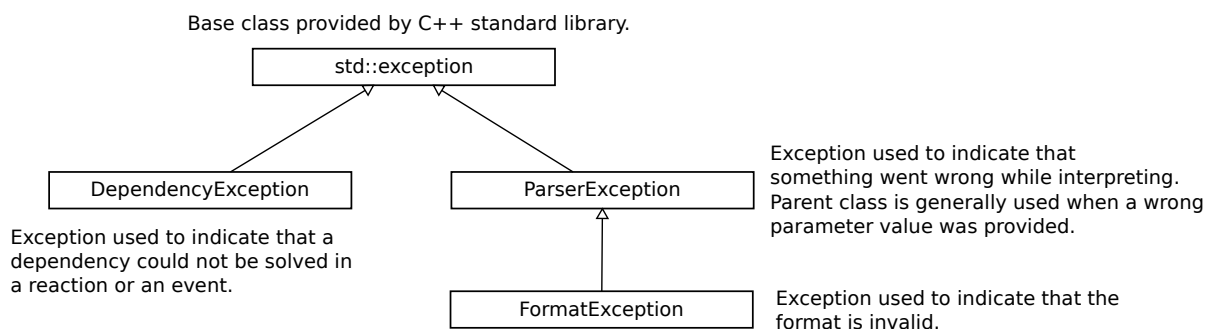 Base class provided by C++ standard library.
std::exception
DependencyException
ParserException
Exception used to indicate that
something went wrong while interpreting.
Parent class is generally used when a wrong
parameter value was provided.
Exception used to indicate that a
dependency could not be solved in
a reaction or an event.
FormatException
Exception used to indicate that the
format is invalid.